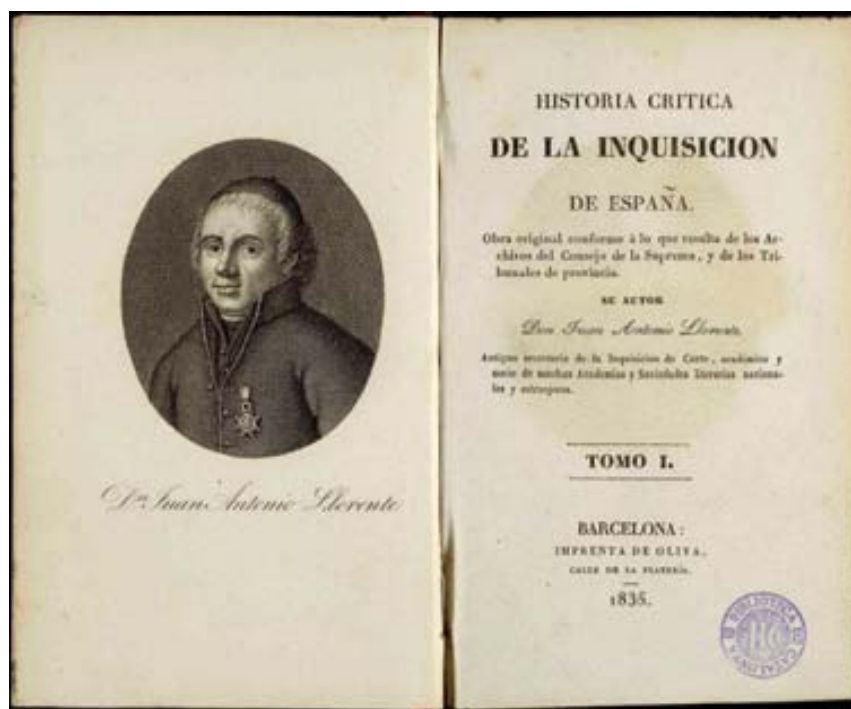 Dn. Juan Antonio Llorente
HISTORIA CRITICA
DE LA INQUISICION
DE ESPAÑA.
Obra original conforme à lo que resulta de los Ar-
chivos del Consejo de la Suprema, y de los Tri-
bunales de provincia.
SU AUTOR
Don Juan Antonio Llorente.
Antiguo secretario de la Inquisicion de Corte, académico y
socio de muchas Academias y Sociedades literarias naciona-
les y estrangeras.
TOMO I.
BARCELONA:
IMPRENTA DE OLIVA,
CALLE DE LA PLATERÍA.
1835.
BIBLIOTECA DE CATALUNYA